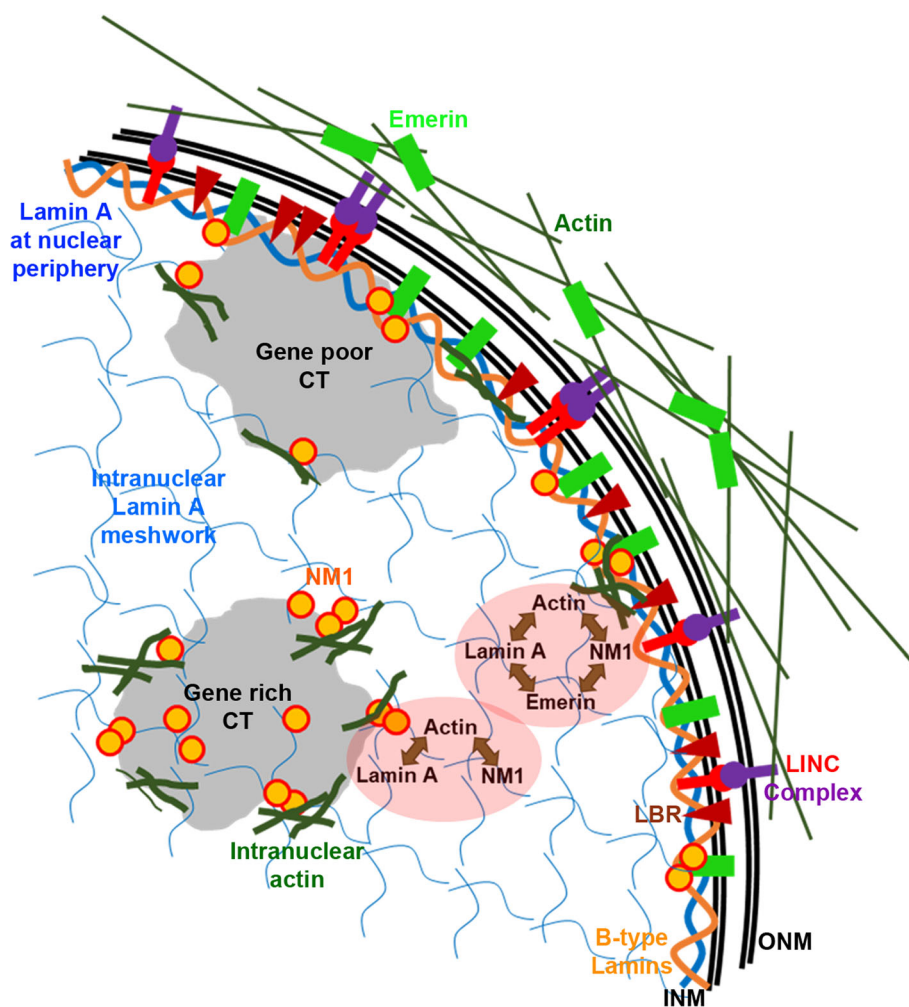 Emerin
Lamin A
at nuclear
periphery
Actin
Gene poor
CT
Intranuclear
Lamin A
meshwork
NM1
Actin
Lamin A
NM1
Emerin
Gene rich
CT
Actin
Lamin A
NM1
LINC
Complex
LBR
Intranuclear
actin
B-type
Lamins
ONM
INM